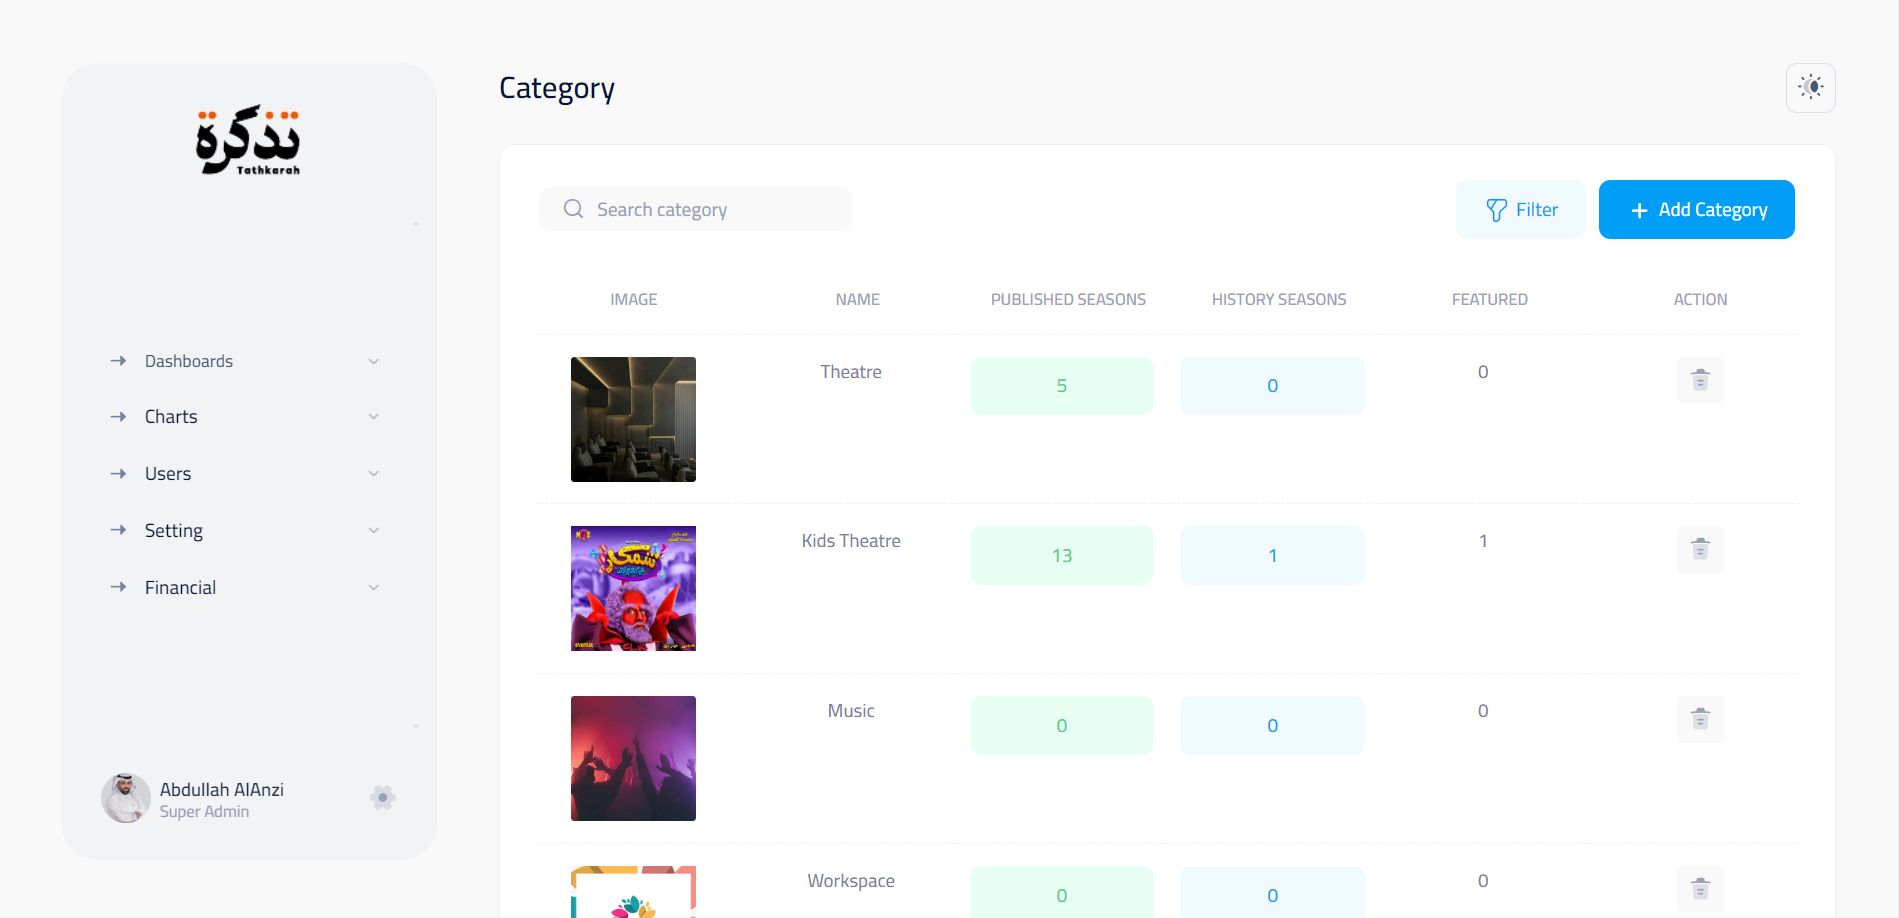 تذكرة
Tathkarah
Dashboards
Charts
Users
Setting
Financial
Abdullah AlAnzi
Super Admin
Category
Search category
Filter
Add Category
IMAGE NAME PUBLISHED SEASONS HISTORY SEASONS FEATURED ACTION
Theatre 5 0 0
شمكار
Kids Theatre 13 1 1
Music 0 0 0
Workspace 0 0 0